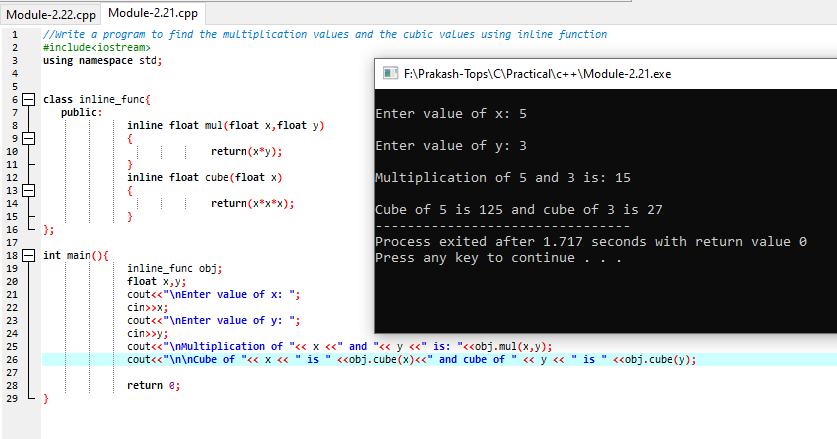 Module-2.22.cpp Module-2.21.cpp
1 //Write a program to find the multiplication values and the cubic values using inline function
2 #include<iostream>
3 using namespace std;
4
5
6 class inline_func{
7 public:
8 inline float mul(float x,float y)
9 {
10 return(x*y);
11 }
12 inline float cube(float x)
13 {
14 return(x*x*x);
15 }
16 };
17
18 int main(){
19 inline_func obj;
20 float x,y;
21 cout<<"\nEnter value of x: ";
22 cin>>x;
23 cout<<"\nEnter value of y: ";
24 cin>>y;
25 cout<<"\nMultiplication of "<< x <<" and "<< y <<" is: "<<obj.mul(x,y);
26 cout<<"\n\nCube of "<< x << " is " <<obj.cube(x)<<" and cube of " << y << " is " <<obj.cube(y);
27
28 return 0;
29 }
F:\Prakash-Tops\C\Practical\c++\Module-2.21.exe
Enter value of x: 5
Enter value of y: 3
Multiplication of 5 and 3 is: 15
Cube of 5 is 125 and cube of 3 is 27
--------------------------------
Process exited after 1.717 seconds with return value 0
Press any key to continue . . .